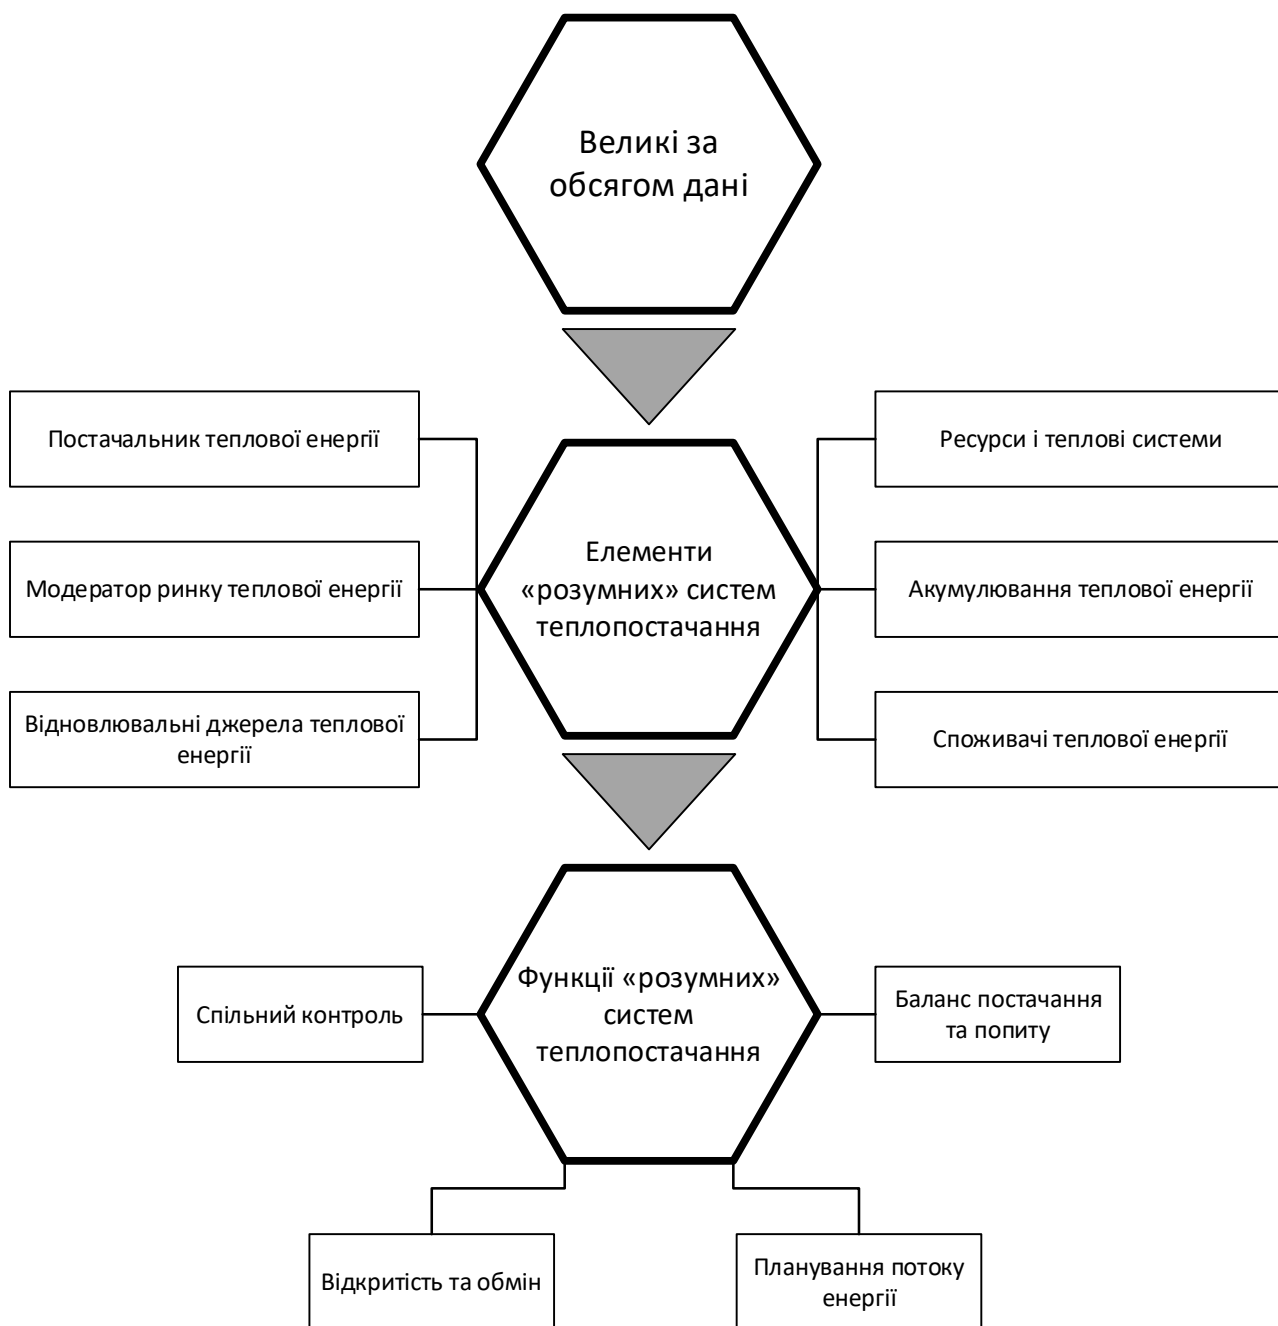 Великі за
обсягом дані
Постачальник теплової енергії
Модератор ринку теплової енергії
Відновлювальні джерела теплової
енергії
Елементи
«розумних» систем
теплопостачання
Ресурси і теплові системи
Акумулювання теплової енергії
Споживачі теплової енергії
Спільний контроль
Функції «розумних»
систем
теплопостачання
Баланс постачання
та попиту
Відкритість та обмін
Планування потоку
енергії